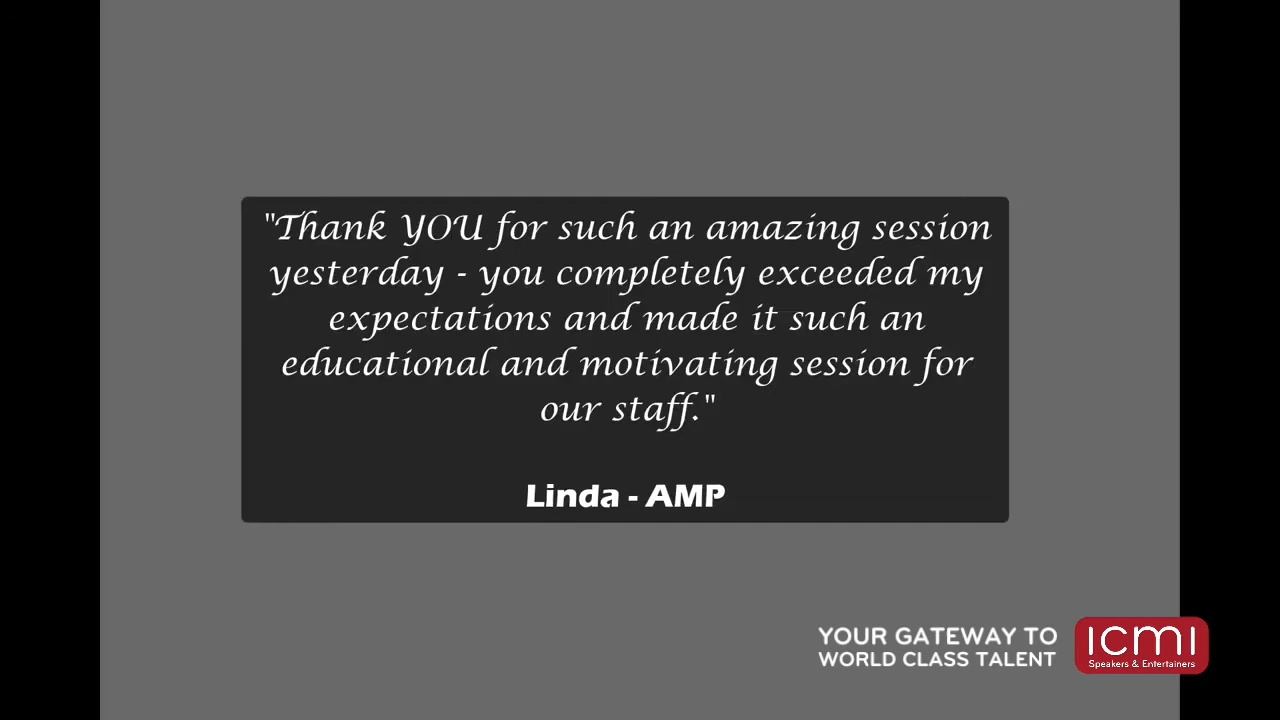 "Thank YOU for such an amazing session
yesterday - you completely exceeded my
expectations and made it such an
educational and motivating session for
our staff."
Linda - AMP
YOUR GATEWAY TO
WORLD CLASS TALENT
ICMI
Speakers & Entertainers